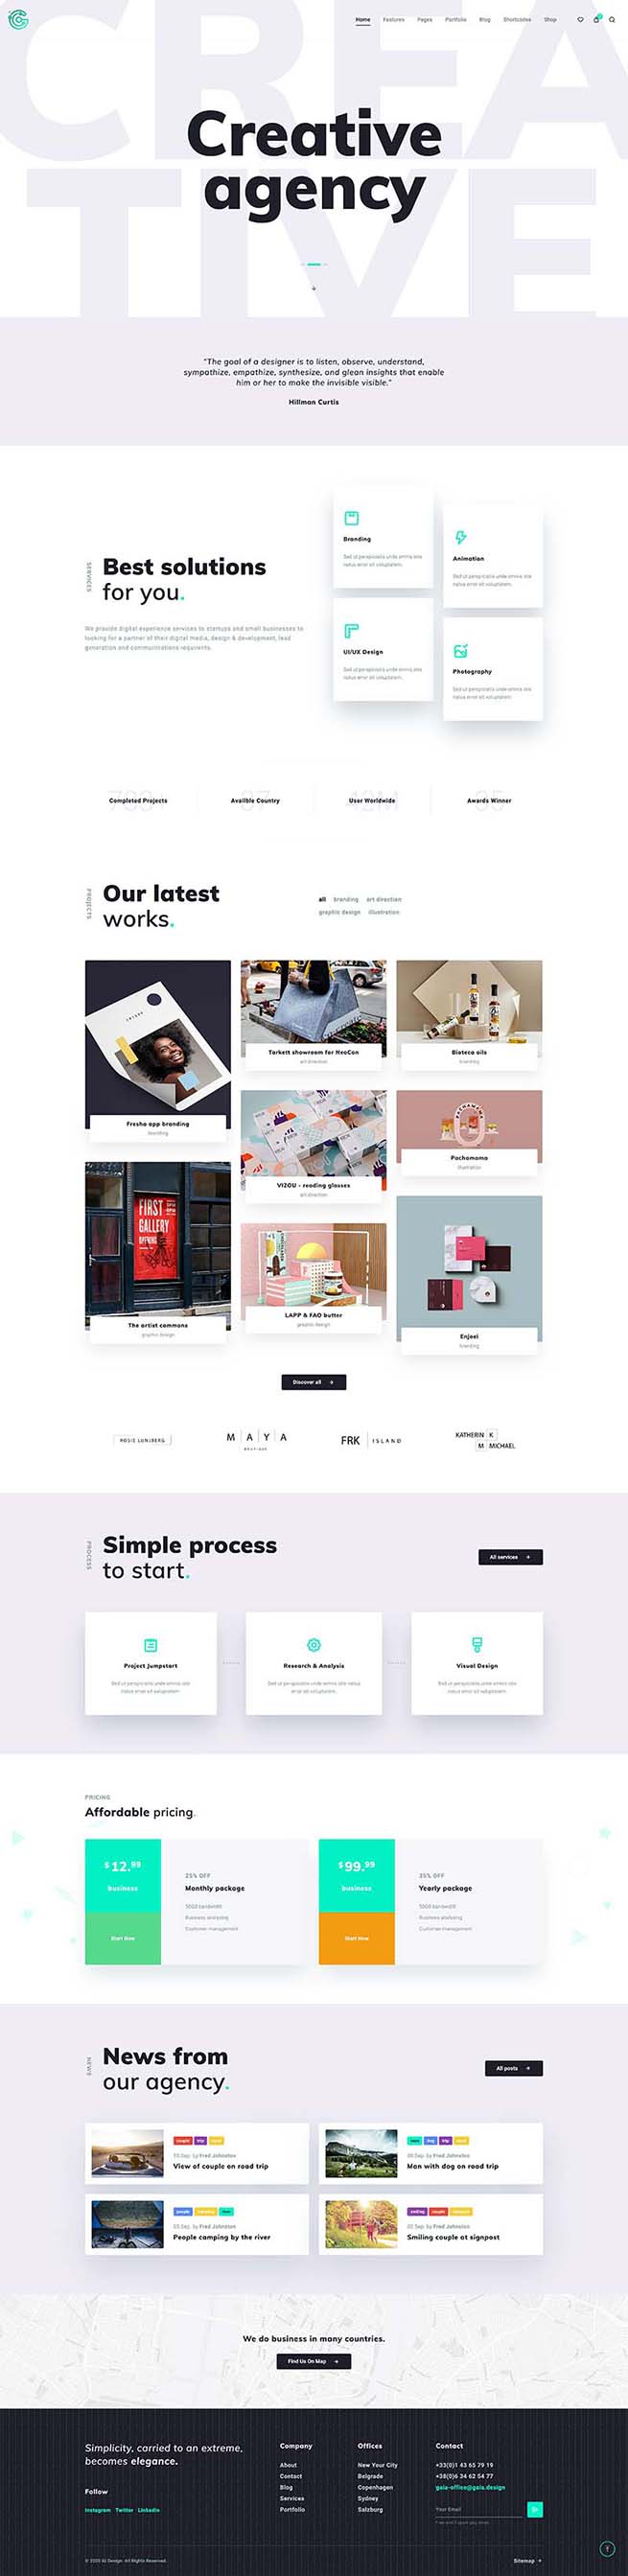 Home Features Pages Portfolio Blog Shortcodes Shop
CREA
TIVE
Creative
agency
"The goal of a designer is to listen, observe, understand,
sympathize, empathize, synthesize, and glean insights that enable
him or her to make the invisible visible."
Hillman Curtis
SERVICES
Best solutions
for you.
We provide digital experience services to startups and small businesses to
looking for a partner of their digital media, design & development, lead
generation and communications requirents.
Branding
Sed ut perspiciatis unde omnis iste
natus error sit voluptatem.
Animation
Sed ut perspiciatis unde omnis iste
natus error sit voluptatem.
UI/UX Design
Sed ut perspiciatis unde omnis iste
natus error sit voluptatem.
Photography
Sed ut perspiciatis unde omnis iste
natus error sit voluptatem.
Completed Projects
Availble Country
User Worldwide
Awards Winner
PROJECTS
Our latest
works.
all branding art direction
graphic design illustration
Fresha app branding
branding
Tarkett showroom for NeoCon
art direction
Bioteca oils
branding
VIZOU - reading glasses
art direction
Pachamama
illustration
FIRST
GALLERY
OPENING
The artist commons
graphic design
LAPP & FAO butter
graphic design
Enjeel
branding
Discover all
ROSIE LUNJBERG
M A Y A
BOUTIQUE
FRK ISLAND
KATHERIN K
M MICHAEL
PROCESS
Simple process
to start.
All services
Project Jumpstart
Sed ut perspiciatis unde omnis iste
natus error sit voluptatem.
Research & Analysis
Sed ut perspiciatis unde omnis iste natus
error sit voluptatem.
Visual Design
Sed ut perspiciatis unde omnis iste
natus error sit voluptatem.
PRICING
Affordable pricing.
$12.99
business
Start Now
25% OFF
Monthly package
50GB bandwidth
Business analyzing
Customer management
$99.99
business
Start Now
35% OFF
Yearly package
50GB bandwidth
Business analyzing
Customer management
NEWS
News from
our agency.
All posts
couple trip
by Fred Johnston
View of couple on road trip
dog trip
by Fred Johnston
Man with dog on road trip
people
by Fred Johnston
People camping by the river
smiling couple
by Fred Johnston
Smiling couple at signpost
We do business in many countries.
Find Us On Map
Simplicity, carried to an extreme,
becomes elegance.
Follow
Instagram Twitter LinkedIn
Company
About
Contact
Blog
Services
Portfolio
Offices
New Your City
Belgrade
Copenhagen
Sydney
Salzburg
Contact
+33(0)1 43 65 79 19
+38(0)6 34 62 54 77
gaia-office@gaia.design
Your Email
© 2020 AI Design. All Rights Reserved.
Sitemap